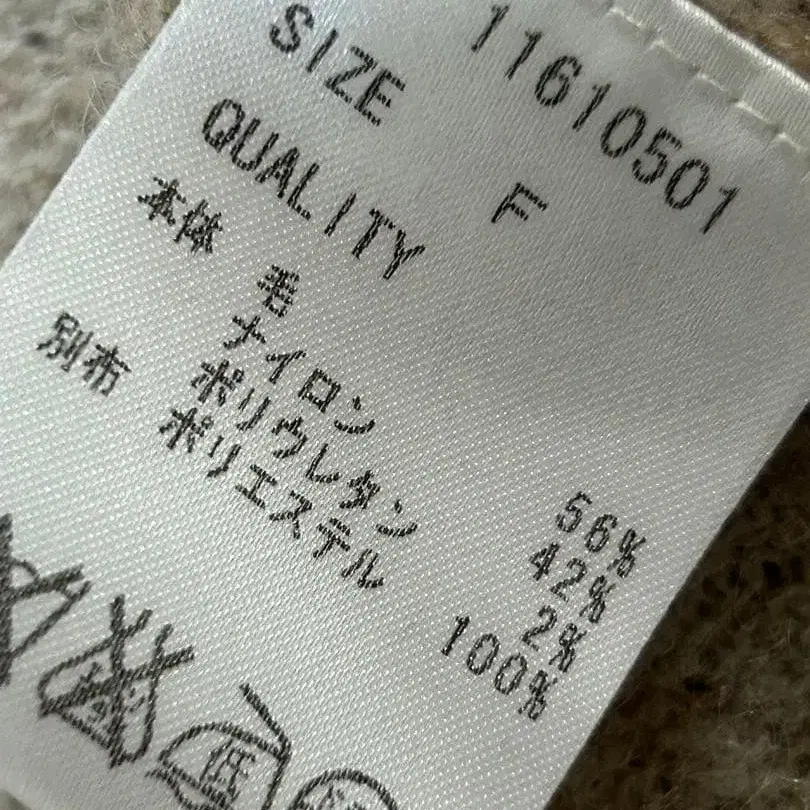 11610501
SIZE F
QUALITY
本体 毛 56%
ナイロン 42%
ポリウレタン 2%
別布 ポリエステル 100%
低